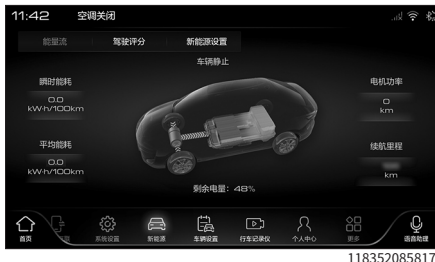 11:42 空调关闭
能量流 驾驶评分 新能源设置
车辆静止
瞬时能耗 电机功率
0.0 0
kW·h/100km km
平均能耗 续航里程
0.0
kW·h/100km km
剩余电量：48%
首页 系统设置 新能源 车辆设置 行车记录仪 个人中心 更多 语音助理
118352085817